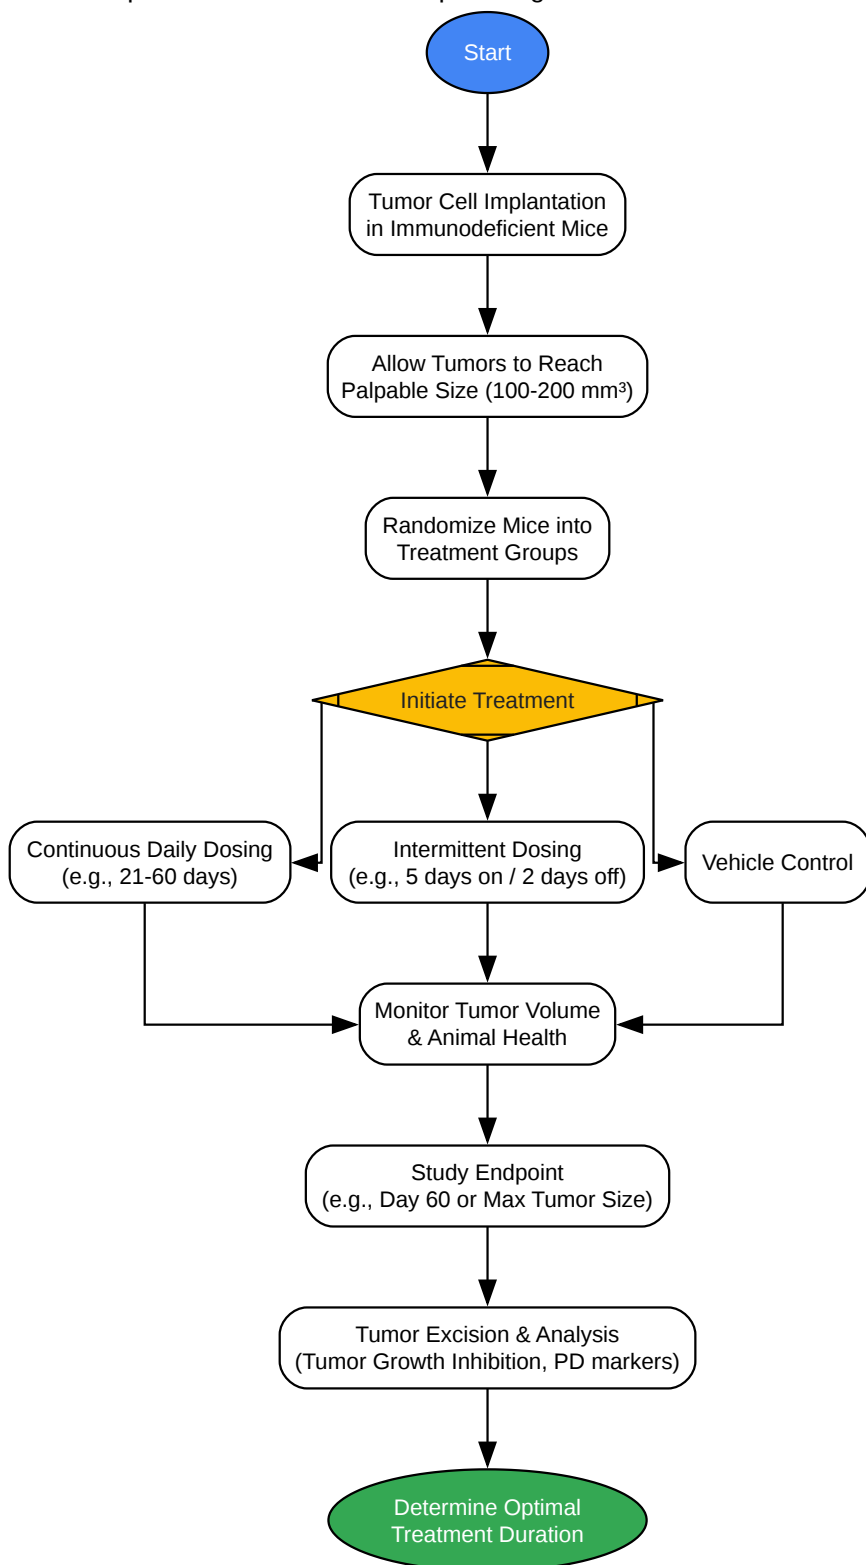 Start
Tumor Cell Implantation
in Immunodeficient Mice
Allow Tumors to Reach
Palpable Size (100-200 mm³)
Randomize Mice into
Treatment Groups
Initiate Treatment
Continuous Daily Dosing
(e.g., 21-60 days)
Intermittent Dosing
(e.g., 5 days on / 2 days off)
Vehicle Control
Monitor Tumor Volume
& Animal Health
Study Endpoint
(e.g., Day 60 or Max Tumor Size)
Tumor Excision & Analysis
(Tumor Growth Inhibition, PD markers)
Determine Optimal
Treatment Duration